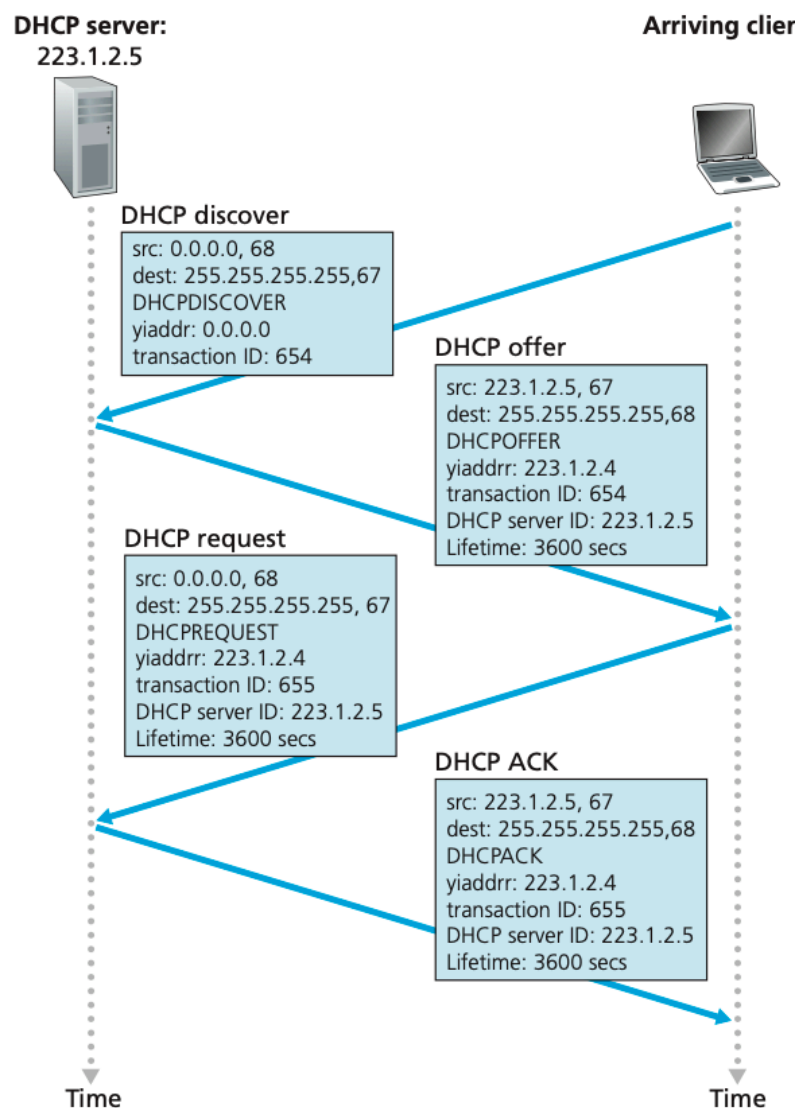 DHCP server:
223.1.2.5
Arriving clien
DHCP discover
src: 0.0.0.0, 68
dest: 255.255.255.255,67
DHCPDISCOVER
yiaddr: 0.0.0.0
transaction ID: 654
DHCP offer
src: 223.1.2.5, 67
dest: 255.255.255.255,68
DHCPOFFER
yiaddrr: 223.1.2.4
transaction ID: 654
DHCP server ID: 223.1.2.5
Lifetime: 3600 secs
DHCP request
src: 0.0.0.0, 68
dest: 255.255.255.255, 67
DHCPREQUEST
yiaddrr: 223.1.2.4
transaction ID: 655
DHCP server ID: 223.1.2.5
Lifetime: 3600 secs
DHCP ACK
src: 223.1.2.5, 67
dest: 255.255.255.255,68
DHCPACK
yiaddrr: 223.1.2.4
transaction ID: 655
DHCP server ID: 223.1.2.5
Lifetime: 3600 secs
Time
Time